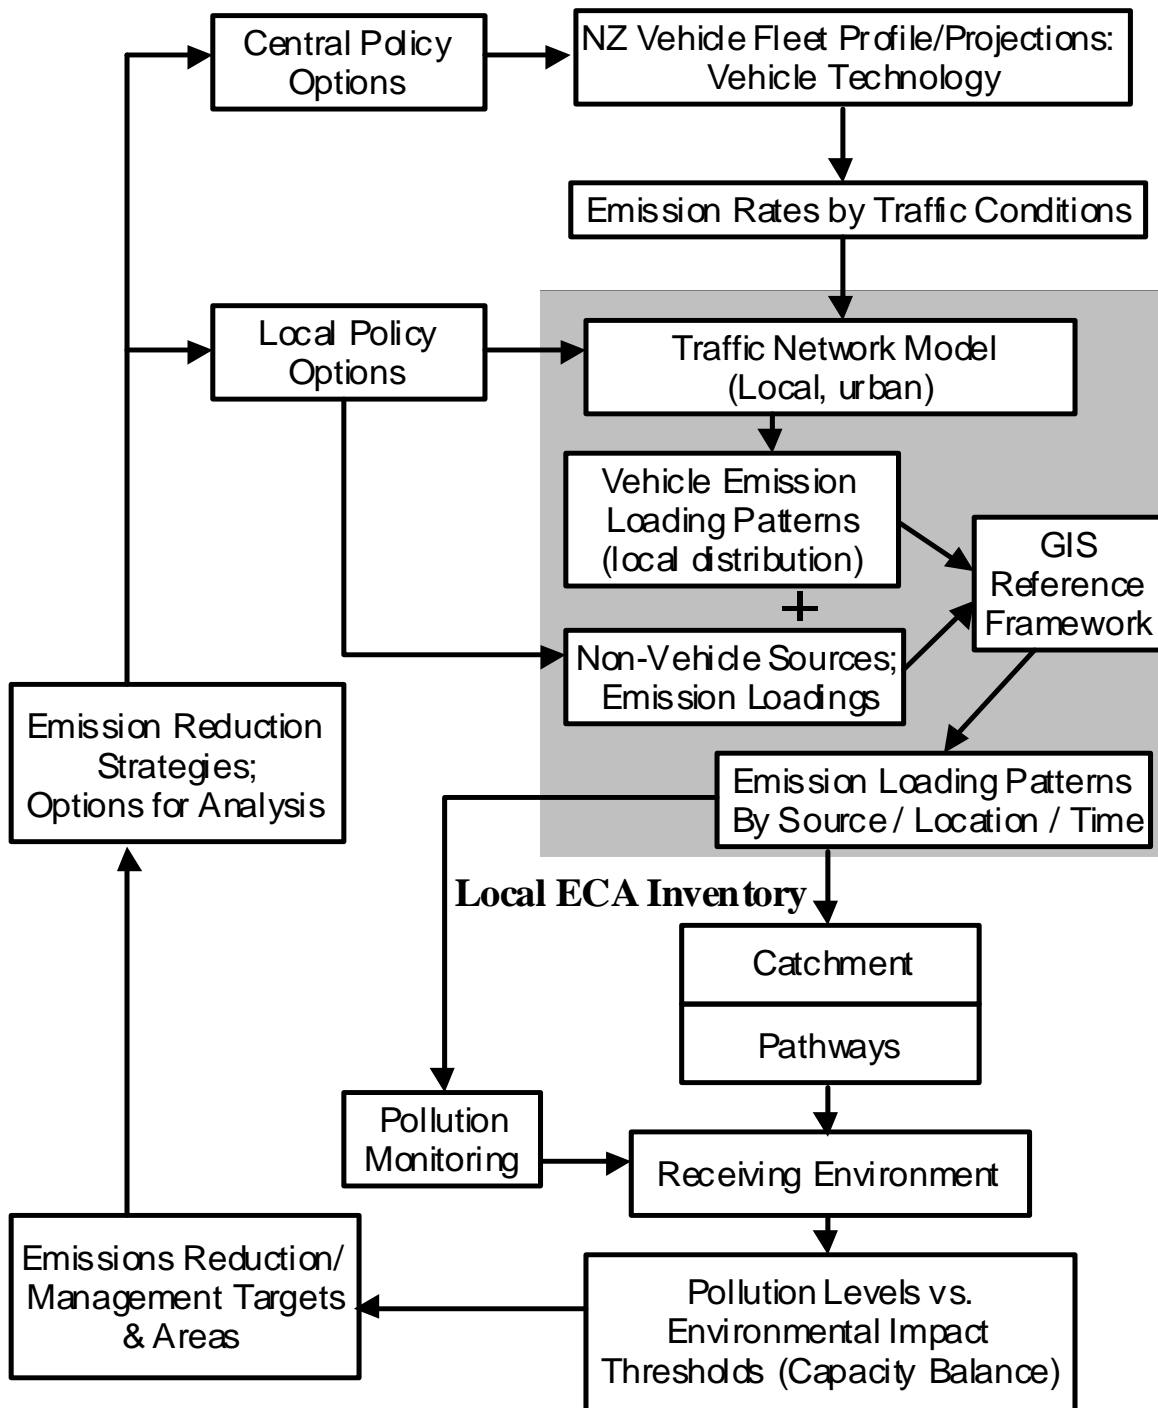 Central Policy
Options
NZ Vehicle Fleet Profile/Projections:
Vehicle Technology
Emission Rates by Traffic Conditions
Local Policy
Options
Traffic Network Model
(Local, urban)
Vehicle Emission
Loading Patterns
(local distribution)
+
GIS
Reference
Framework
Non-Vehicle Sources;
Emission Loadings
Emission Reduction
Strategies;
Options for Analysis
Emission Loading Patterns
By Source / Location / Time
Local ECA Inventory
Catchment
Pathways
Pollution
Monitoring
Receiving Environment
Emissions Reduction/
Management Targets
& Areas
Pollution Levels vs.
Environmental Impact
Thresholds (Capacity Balance)